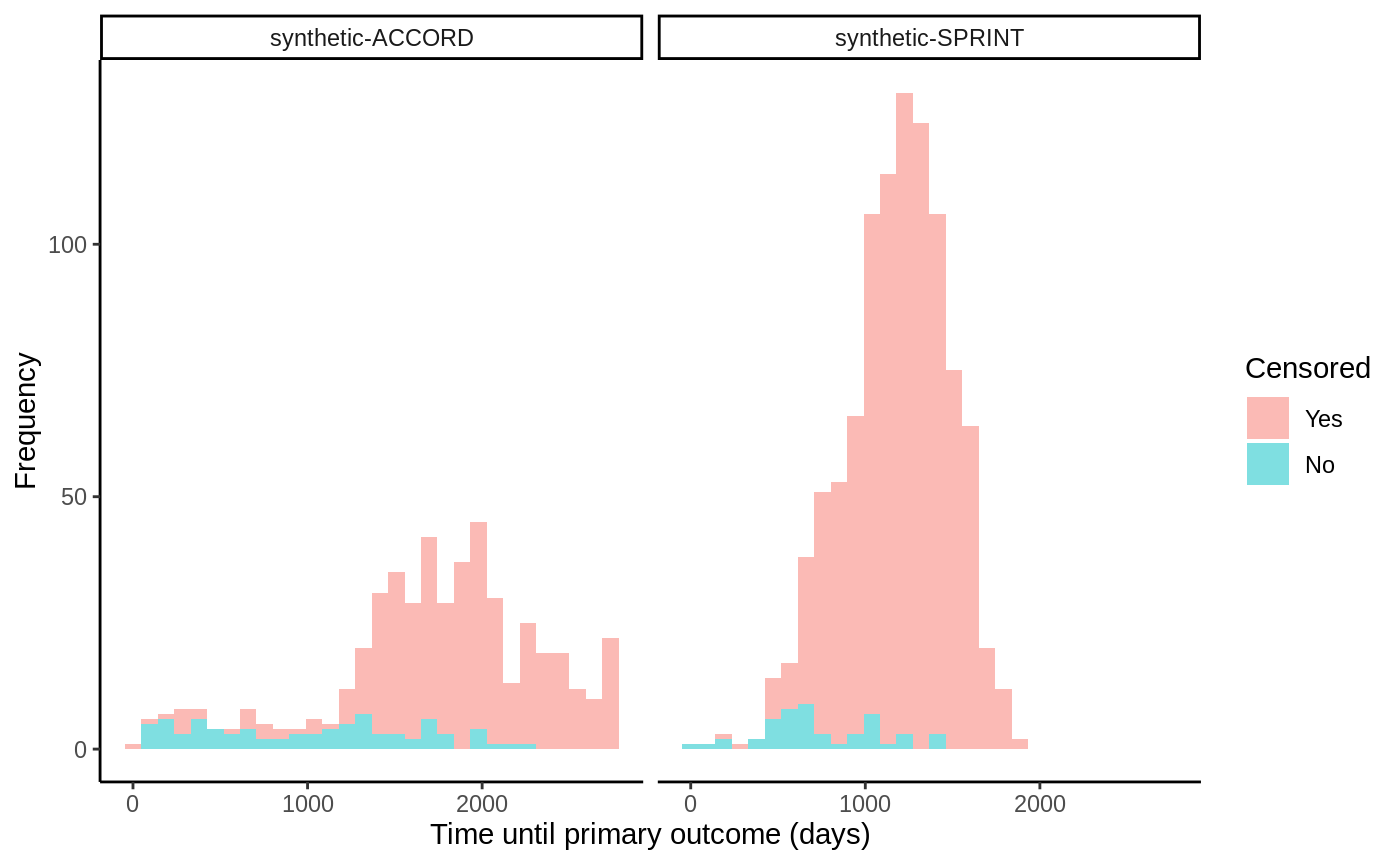 synthetic-ACCORD
synthetic-SPRINT
Frequency
100
50
0
0
1000
2000
0
1000
2000
Time until primary outcome (days)
Censored
Yes
No